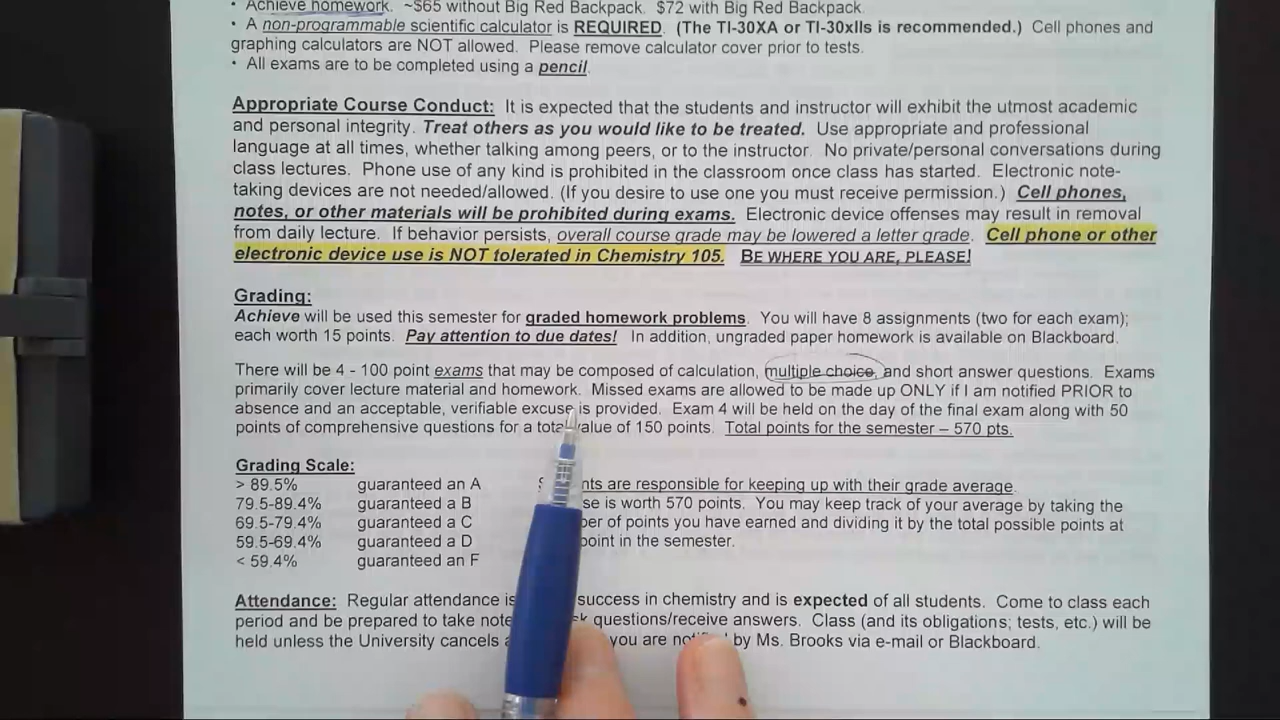 • Achieve homework. ~$65 without Big Red Backpack. $72 with Big Red Backpack.
• A non-programmable scientific calculator is REQUIRED. (The TI-30XA or TI-30xIIs is recommended.) Cell phones and
graphing calculators are NOT allowed. Please remove calculator cover prior to tests.
• All exams are to be completed using a pencil.
Appropriate Course Conduct: It is expected that the students and instructor will exhibit the utmost academic
and personal integrity. Treat others as you would like to be treated. Use appropriate and professional
language at all times, whether talking among peers, or to the instructor. No private/personal conversations during
class lectures. Phone use of any kind is prohibited in the classroom once class has started. Electronic note-
taking devices are not needed/allowed. (If you desire to use one you must receive permission.) Cell phones,
notes, or other materials will be prohibited during exams. Electronic device offenses may result in removal
from daily lecture. If behavior persists, overall course grade may be lowered a letter grade. Cell phone or other
electronic device use is NOT tolerated in Chemistry 105. BE WHERE YOU ARE, PLEASE!
Grading:
Achieve will be used this semester for graded homework problems. You will have 8 assignments (two for each exam);
each worth 15 points. Pay attention to due dates! In addition, ungraded paper homework is available on Blackboard.
There will be 4 - 100 point exams that may be composed of calculation, multiple choice, and short answer questions. Exams
primarily cover lecture material and homework. Missed exams are allowed to be made up ONLY if I am notified PRIOR to
absence and an acceptable, verifiable excuse is provided. Exam 4 will be held on the day of the final exam along with 50
points of comprehensive questions for a total value of 150 points. Total points for the semester – 570 pts.
Grading Scale:
> 89.5% guaranteed an A are responsible for keeping up with their grade average.
79.5-89.4% guaranteed a B is worth 570 points. You may keep track of your average by taking the
69.5-79.4% guaranteed a C of points you have earned and dividing it by the total possible points at
59.5-69.4% guaranteed a D point in the semester.
< 59.4% guaranteed an F
Attendance: Regular attendance is success in chemistry and is expected of all students. Come to class each
period and be prepared to take questions/receive answers. Class (and its obligations; tests, etc.) will be
held unless the University cancels you are notified by Ms. Brooks via e-mail or Blackboard.